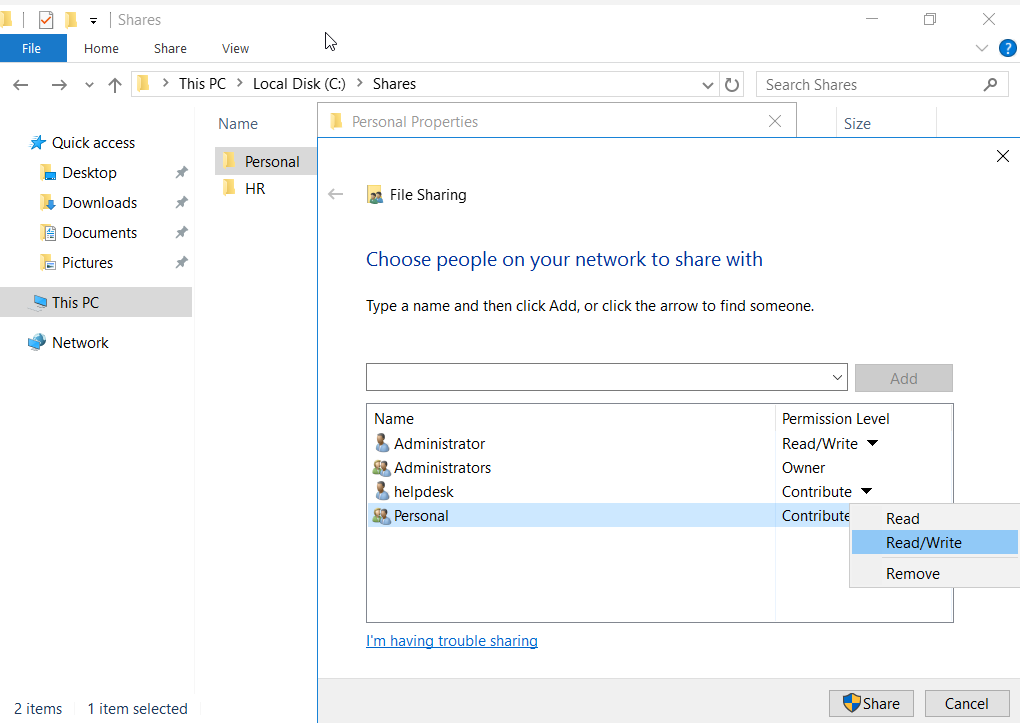 Shares
File Home Share View
?
This PC Local Disk (C:) Shares
Search Shares
Quick access
Desktop
Downloads
Documents
Pictures
This PC
Network
Name
Size
Personal
HR
Personal Properties
File Sharing
Choose people on your network to share with
Type a name and then click Add, or click the arrow to find someone.
Add
Name Permission Level
Administrator Read/Write
Administrators Owner
helpdesk Contribute
Personal Contribute
Read
Read/Write
Remove
I'm having trouble sharing
Share Cancel
2 items 1 item selected